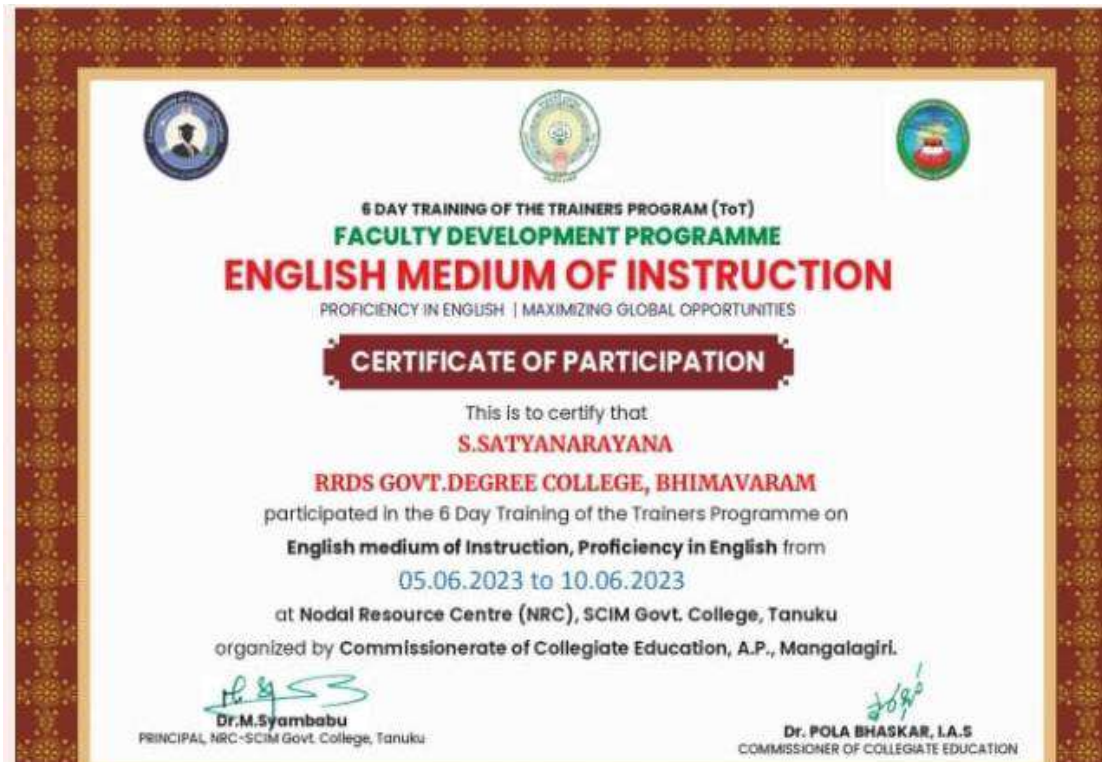 6 DAY TRAINING OF THE TRAINERS PROGRAM (ToT)
FACULTY DEVELOPMENT PROGRAMME
ENGLISH MEDIUM OF INSTRUCTION
PROFICIENCY IN ENGLISH | MAXIMIZING GLOBAL OPPORTUNITIES
CERTIFICATE OF PARTICIPATION
This is to certify that
S.SATYANARAYANA
RRDS GOVT.DEGREE COLLEGE, BHIMAVARAM
participated in the 6 Day Training of the Trainers Programme on
English medium of Instruction, Proficiency in English from
05.06.2023 to 10.06.2023
at Nodal Resource Centre (NRC), SCIM Govt. College, Tanuku
organized by Commissionerate of Collegiate Education, A.P., Mangalagiri.
Dr.M.Syambabu
PRINCIPAL, NRC-SCIM Govt. College, Tanuku
Dr. POLA BHASKAR, I.A.S
COMMISSIONER OF COLLEGIATE EDUCATION